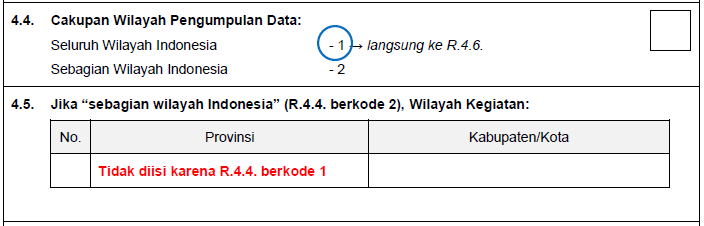 4.4. Cakupan Wilayah Pengumpulan Data:
Seluruh Wilayah Indonesia - 1 → langsung ke R.4.6.
Sebagian Wilayah Indonesia - 2
4.5. Jika “sebagian wilayah Indonesia” (R.4.4. berkode 2), Wilayah Kegiatan:
No. Provinsi Kabupaten/Kota
Tidak diisi karena R.4.4. berkode 1